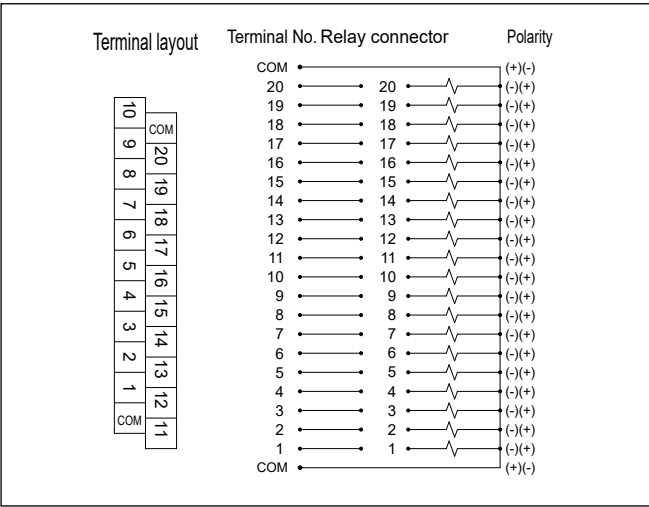 Terminal layout
Terminal No. Relay connector Polarity
10
9
8
7
6
5
4
3
2
1
COM
COM
20
19
18
17
16
15
14
13
12
11
COM (+)(-)
20 20 (-)(+)
19 19 (-)(+)
18 18 (-)(+)
17 17 (-)(+)
16 16 (-)(+)
15 15 (-)(+)
14 14 (-)(+)
13 13 (-)(+)
12 12 (-)(+)
11 11 (-)(+)
10 10 (-)(+)
9 9 (-)(+)
8 8 (-)(+)
7 7 (-)(+)
6 6 (-)(+)
5 5 (-)(+)
4 4 (-)(+)
3 3 (-)(+)
2 2 (-)(+)
1 1 (-)(+)
COM (+)(-)